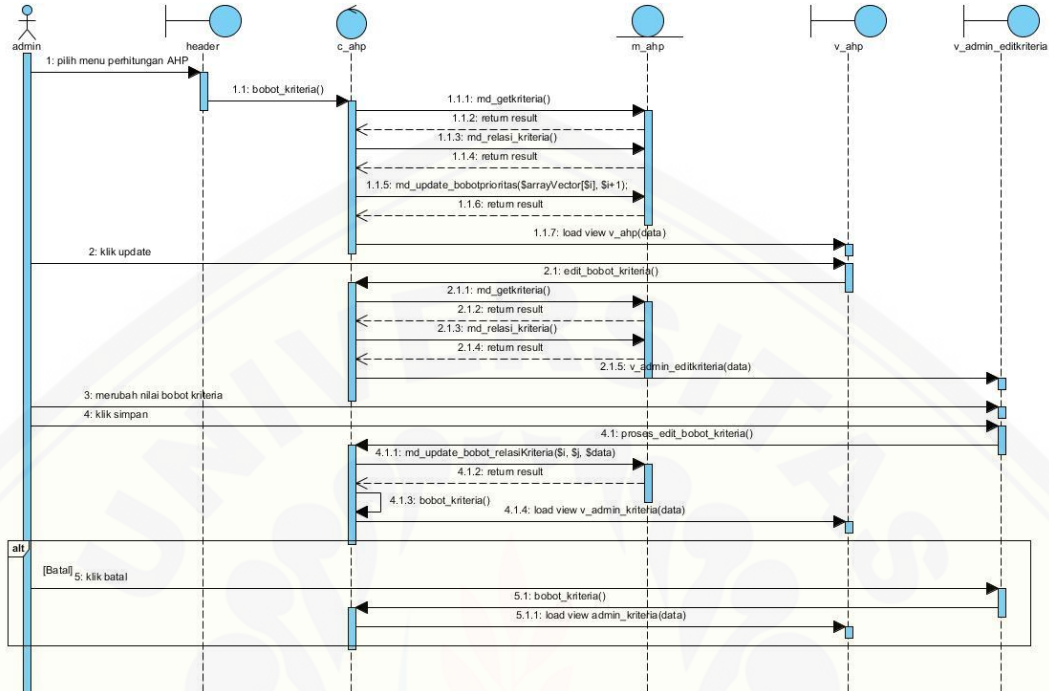 admin
header
c_ahp
m_ahp
v_ahp
v_admin_editkriteria
1: pilih menu perhitungan AHP
1.1: bobot_kriteria()
1.1.1: md_getkriteria()
1.1.2: return result
1.1.3: md_relasi_kriteria()
1.1.4: return result
1.1.5: md_update_bobotprioritas($arrayVector[$i], $i+1);
1.1.6: return result
1.1.7: load view v_ahp(data)
2: klik update
2.1: edit_bobot_kriteria()
2.1.1: md_getkriteria()
2.1.2: return result
2.1.3: md_relasi_kriteria()
2.1.4: return result
2.1.5: v_admin_editkriteria(data)
3: merubah nilai bobot kriteria
4: klik simpan
4.1: proses_edit_bobot_kriteria()
4.1.1: md_update_bobot_relasiKriteria($i, $j, $data)
4.1.2: return result
4.1.3: bobot_kriteria()
4.1.4: load view v_admin_kriteria(data)
alt
[Batal]
5: klik batal
5.1: bobot_kriteria()
5.1.1: load view admin_kriteria(data)
UNIVERSITAS